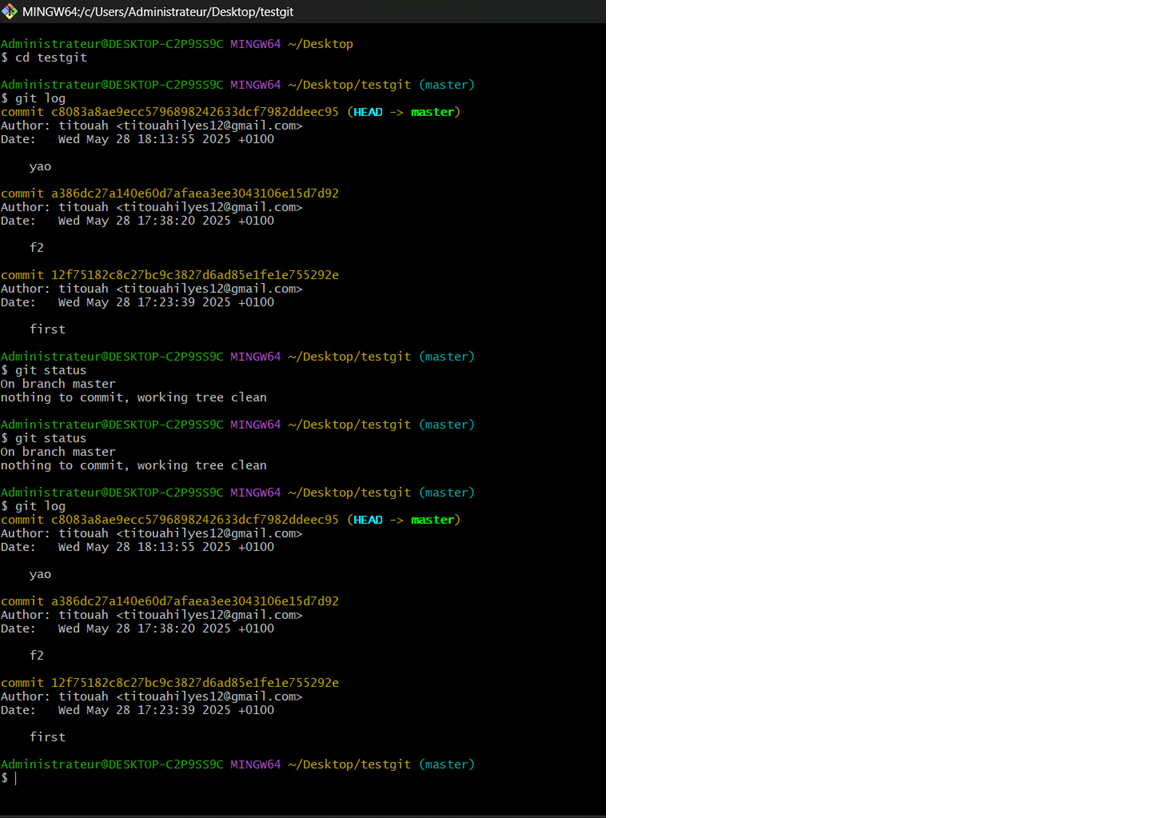 MINGW64:/c/Users/Administrateur/Desktop/testgit
Administrateur@DESKTOP-C2P9SS9C MINGW64 ~/Desktop
$ cd testgit
Administrateur@DESKTOP-C2P9SS9C MINGW64 ~/Desktop/testgit (master)
$ git log
commit c8083a8ae9ecc5796898242633dcf7982ddeec95 (HEAD -> master)
Author: titouah <titouahilyes12@gmail.com>
Date:   Wed May 28 18:13:55 2025 +0100
    yao
commit a386dc27a140e60d7afaea3ee3043106e15d7d92
Author: titouah <titouahilyes12@gmail.com>
Date:   Wed May 28 17:38:20 2025 +0100
    f2
commit 12f75182c8c27bc9c3827d6ad85e1fe1e755292e
Author: titouah <titouahilyes12@gmail.com>
Date:   Wed May 28 17:23:39 2025 +0100
    first
Administrateur@DESKTOP-C2P9SS9C MINGW64 ~/Desktop/testgit (master)
$ git status
On branch master
nothing to commit, working tree clean
Administrateur@DESKTOP-C2P9SS9C MINGW64 ~/Desktop/testgit (master)
$ git status
On branch master
nothing to commit, working tree clean
Administrateur@DESKTOP-C2P9SS9C MINGW64 ~/Desktop/testgit (master)
$ git log
commit c8083a8ae9ecc5796898242633dcf7982ddeec95 (HEAD -> master)
Author: titouah <titouahilyes12@gmail.com>
Date:   Wed May 28 18:13:55 2025 +0100
    yao
commit a386dc27a140e60d7afaea3ee3043106e15d7d92
Author: titouah <titouahilyes12@gmail.com>
Date:   Wed May 28 17:38:20 2025 +0100
    f2
commit 12f75182c8c27bc9c3827d6ad85e1fe1e755292e
Author: titouah <titouahilyes12@gmail.com>
Date:   Wed May 28 17:23:39 2025 +0100
    first
Administrateur@DESKTOP-C2P9SS9C MINGW64 ~/Desktop/testgit (master)
$